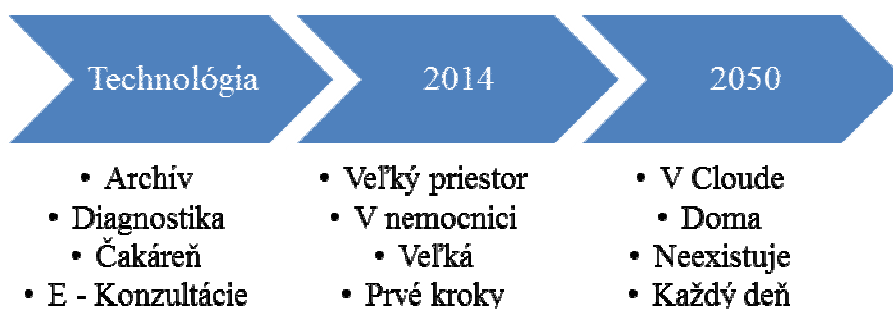 Technológia
2014
2050
• Archív
• Diagnostika
• Čakáreň
• E - Konzultácie
• Veľký priestor
• V nemocnici
• Veľká
• Prvé kroky
• V Cloude
• Doma
• Neexistuje
• Každý deň